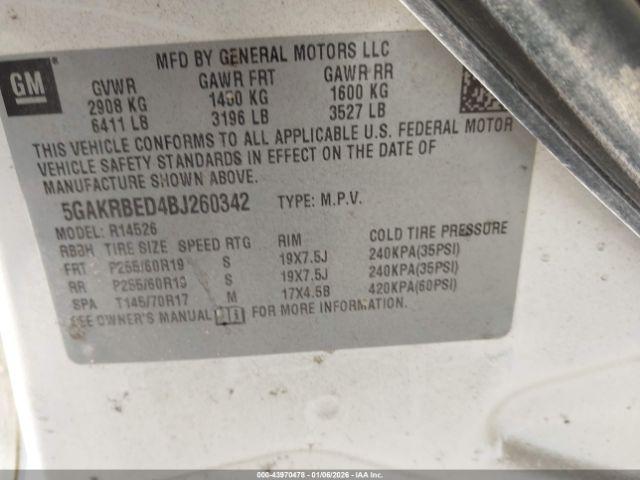 GM
MFD BY GENERAL MOTORS LLC
GVWR GAWR FRT GAWR RR
2908 KG 1450 KG 1600 KG
6411 LB 3196 LB 3527 LB
THIS VEHICLE CONFORMS TO ALL APPLICABLE U.S. FEDERAL MOTOR
VEHICLE SAFETY STANDARDS IN EFFECT ON THE DATE OF
MANUFACTURE SHOWN ABOVE.
5GAKRBED4BJ260342 TYPE: M.P.V.
MODEL: R14526
TIRE SIZE SPEED RTG RIM COLD TIRE PRESSURE
FRT P255/60R19 S 19X7.5J 240KPA(35PSI)
RR P255/60R19 S 19X7.5J 240KPA(35PSI)
SPA T145/70R17 M 17X4.5B 420KPA(60PSI)
SEE OWNER'S MANUAL FOR MORE INFORMATION.
000-43970478 - 01/06/2026 - IAAI.COM